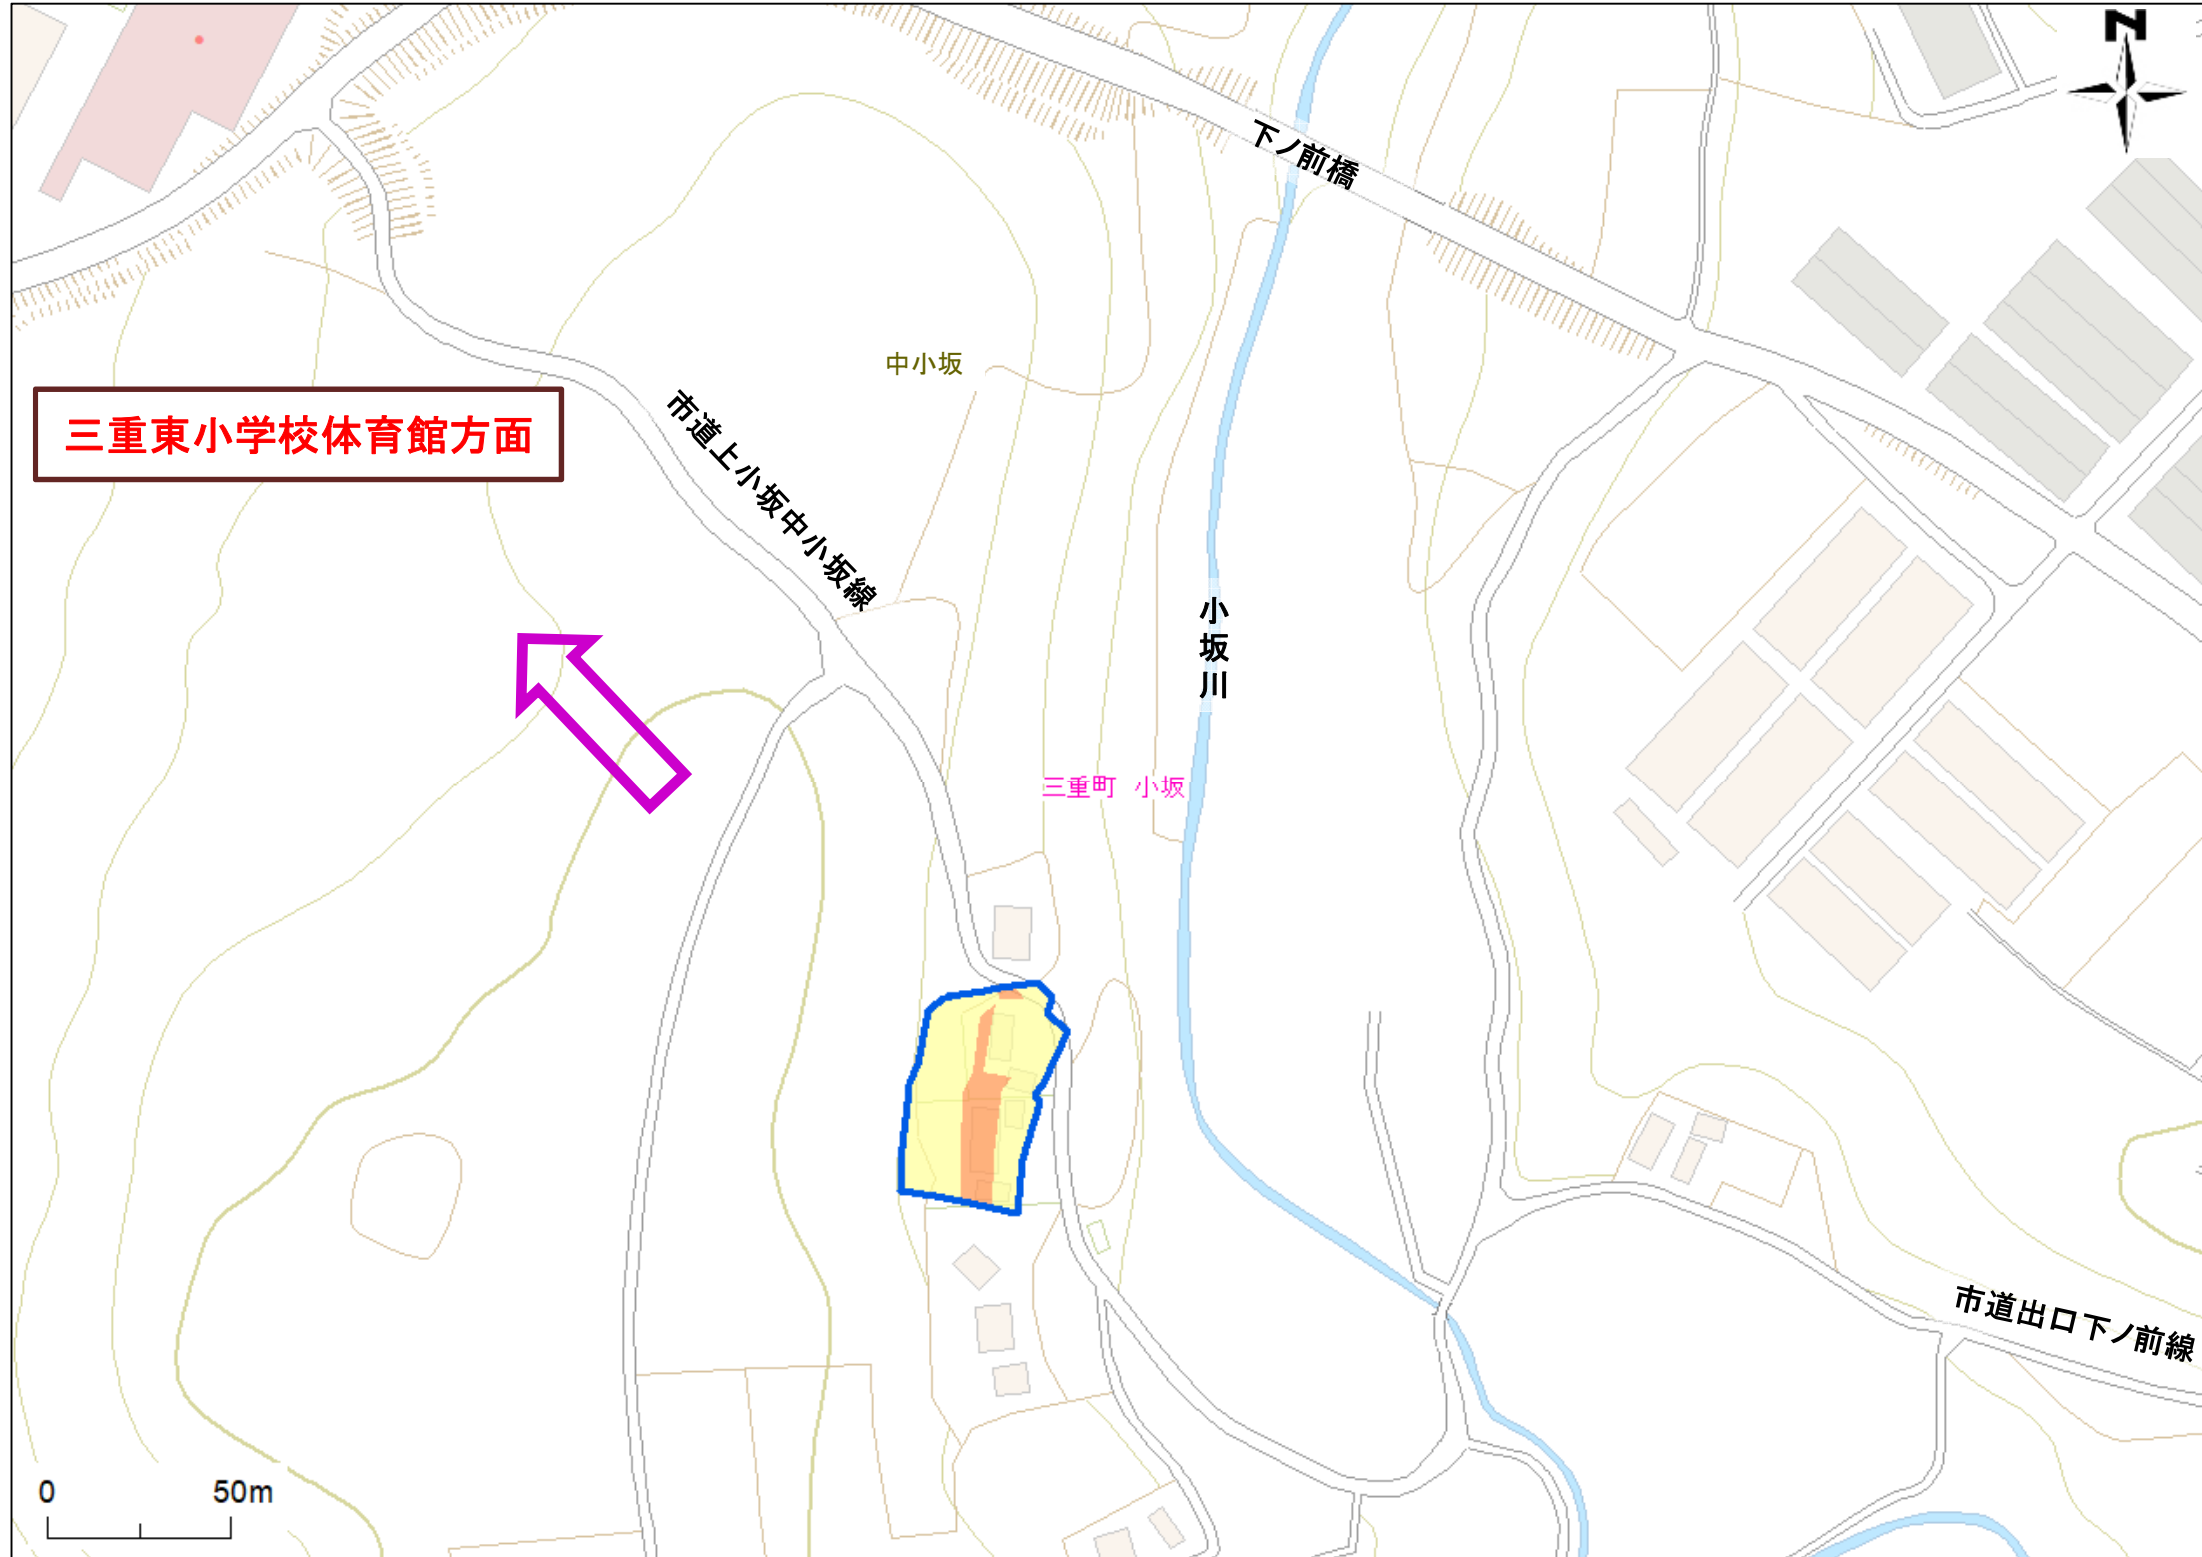 N
下ノ前橋
中小坂
三重東小学校体育館方面
市道上小坂中小坂線
小坂川
三重町 小坂
市道出口下ノ前線
0 50m